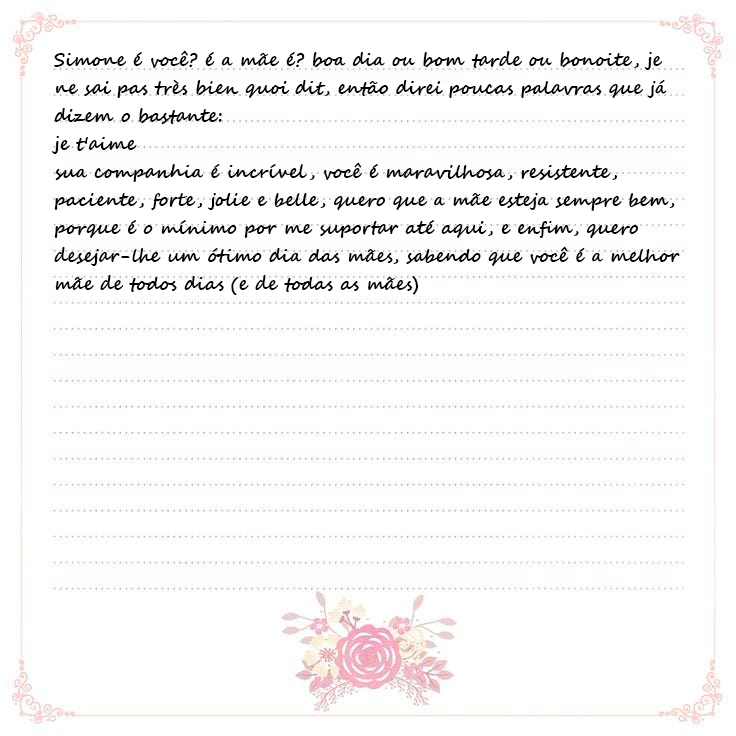 Simone é você? é a mãe é? boa dia ou bom tarde ou bonoite, je
ne sai pas très bien quoi dit, então direi poucas palavras que já
dizem o bastante:
je t'aime
sua companhia é incrível, você é maravilhosa, resistente,
paciente, forte, jolie e belle, quero que a mãe esteja sempre bem,
porque é o mínimo por me suportar até aqui, e enfim, quero
desejar-lhe um ótimo dia das mães, sabendo que você é a melhor
mãe de todos dias (e de todas as mães)